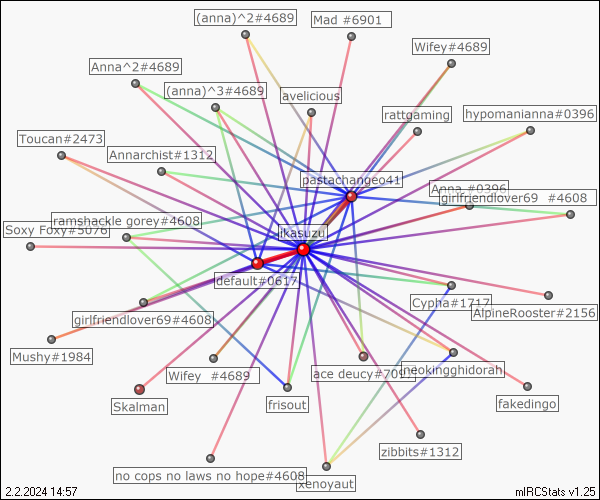 (anna)^2#4689
Mad #6901
Wifey#4689
Anna^2#4689
(anna)^3#4689
avelicious
rattgaming
hypomanianna#0396
Toucan#2473
Annarchist#1312
pastachangeo41
Anna #0396
girlfriendlover69 #4608
ramshackle gorey#4608
Soxy Foxy#5076
ikasuzu
default#0617
Cypha#1717
AlpineRooster#2156
girlfriendlover69#4608
Mushy#1984
Wifey #4689
ace deucy#70
neokingghidorah
Skalman
frisout
fakedingo
zibbits#1312
no cops no laws no hope#4608
xenoyaut
2.2.2024 14:57
mIRCStats v1.25